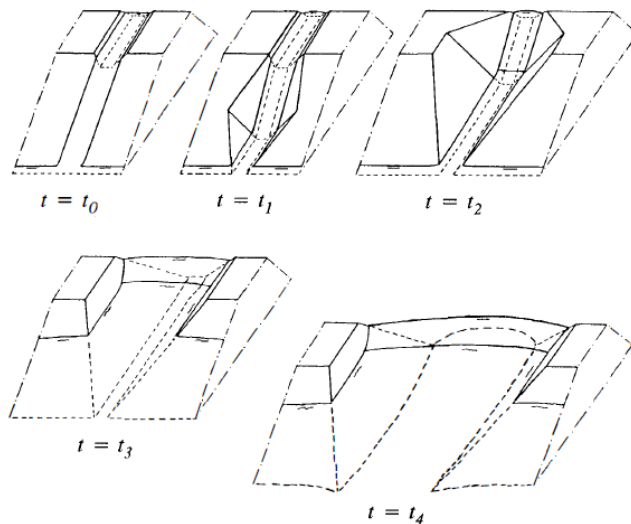 t = t₀
t = t₁
t = t₂
t = t₃
t = t₄